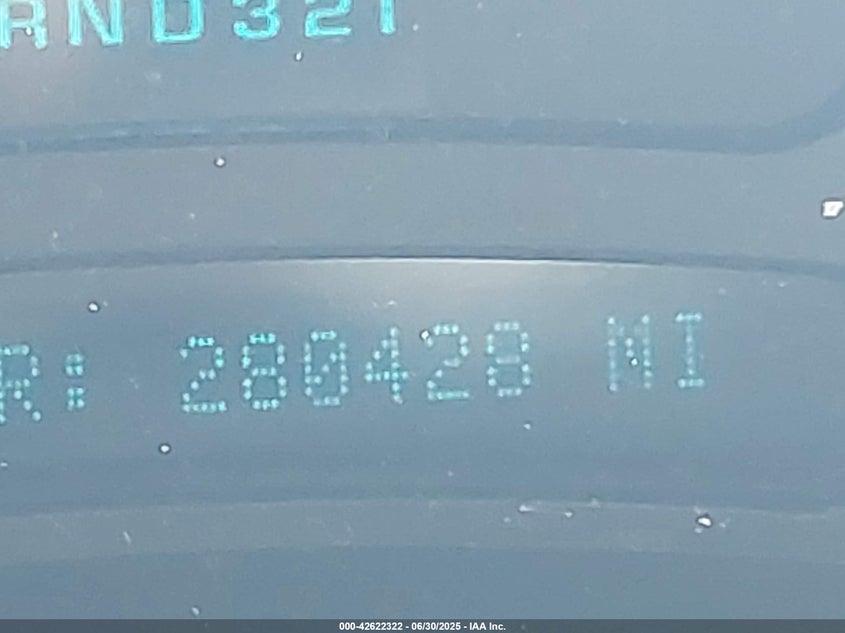 RND321
R: 280428 MI
000-42622322 - 06/30/2025 - IAA Inc.